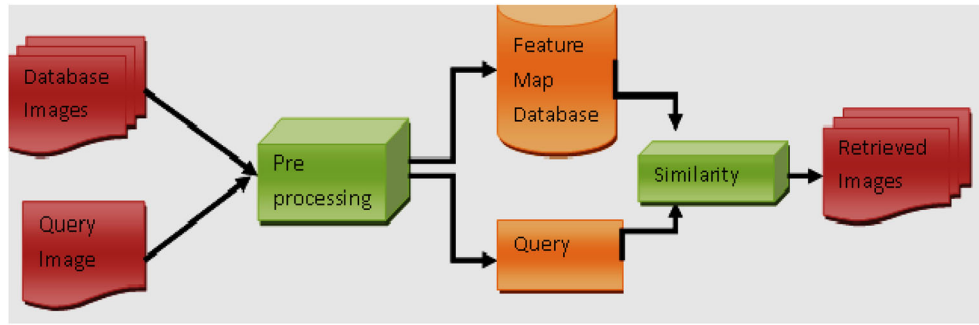 Database
Images
Query
Image
Pre
processing
Feature
Map
Database
Query
Similarity
Retrieved
Images